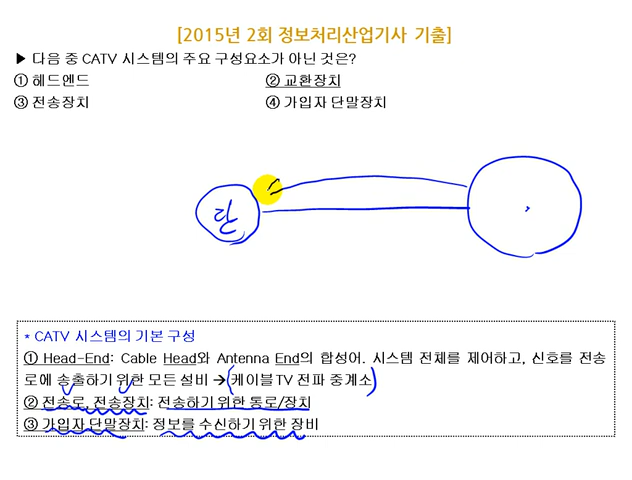 [2015년 2회 정보처리산업기사 기출]
▶ 다음 중 CATV 시스템의 주요 구성요소가 아닌 것은?
① 헤드엔드 ② 교환장치
③ 전송장치 ④ 가입자 단말장치
단
* CATV 시스템의 기본 구성
① Head-End: Cable Head와 Antenna End의 합성어. 시스템 전체를 제어하고, 신호를 전송
로에 송출하기 위한 모든 설비 →(케이블TV 전파 중계소)
② 전송로, 전송장치: 전송하기 위한 통로/장치
③ 가입자 단말장치: 정보를 수신하기 위한 장비